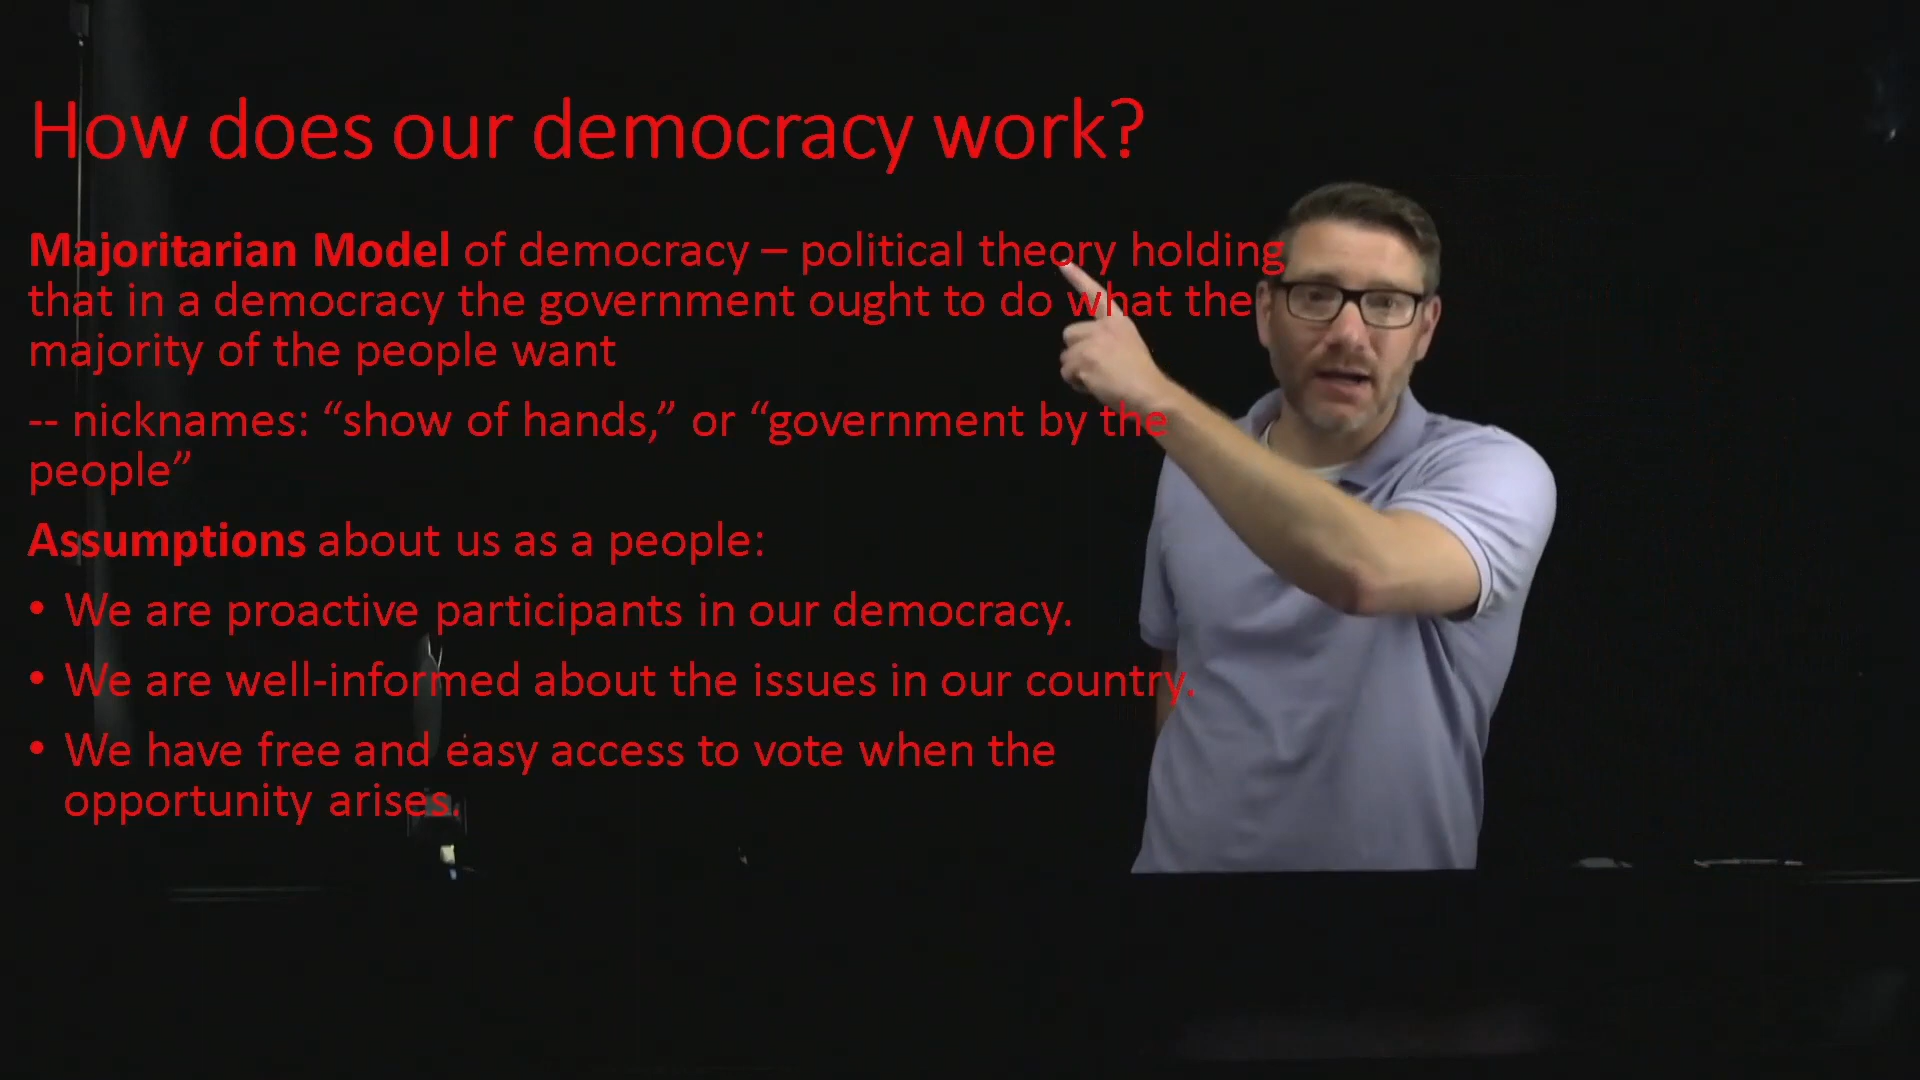 How does our democracy work?
Majoritarian Model of democracy – political theory holding
that in a democracy the government ought to do what the
majority of the people want
-- nicknames: “show of hands,” or “government by the
people”
Assumptions about us as a people:
• We are proactive participants in our democracy.
• We are well-informed about the issues in our country.
• We have free and easy access to vote when the
opportunity arises.